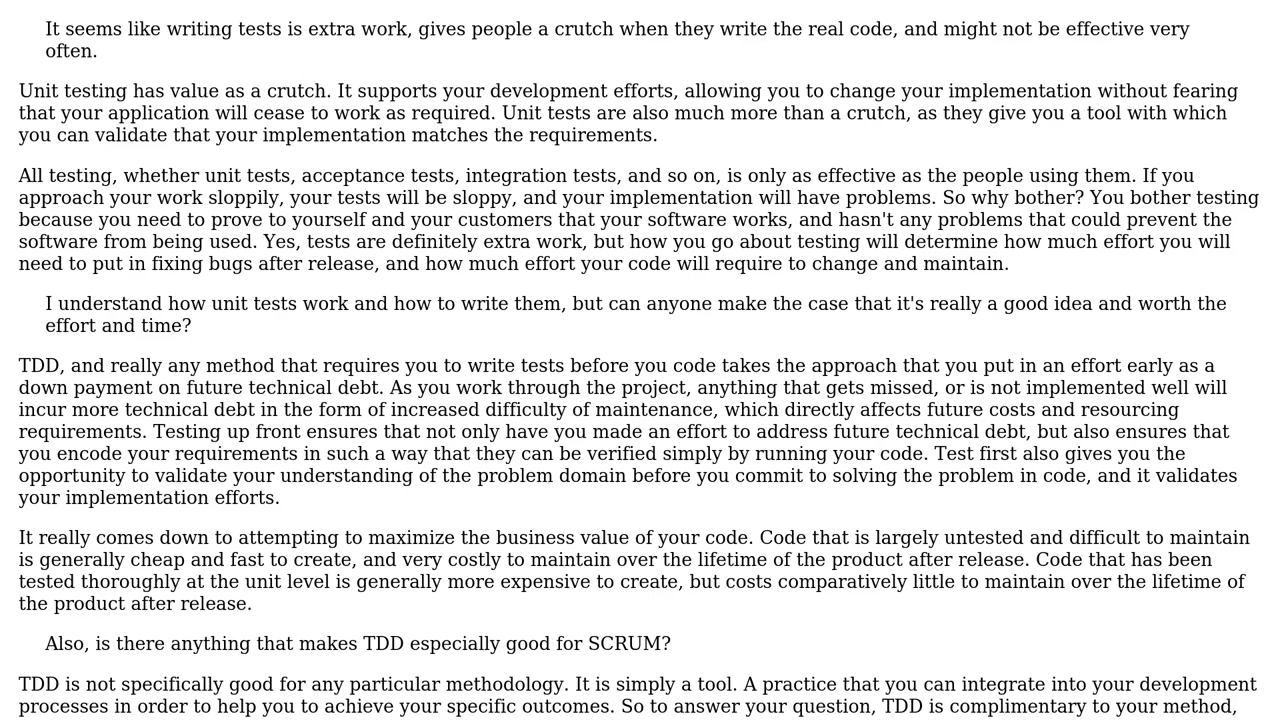 It seems like writing tests is extra work, gives people a crutch when they write the real code, and might not be effective very
often.
Unit testing has value as a crutch. It supports your development efforts, allowing you to change your implementation without fearing
that your application will cease to work as required. Unit tests are also much more than a crutch, as they give you a tool with which
you can validate that your implementation matches the requirements.
All testing, whether unit tests, acceptance tests, integration tests, and so on, is only as effective as the people using them. If you
approach your work sloppily, your tests will be sloppy, and your implementation will have problems. So why bother? You bother testing
because you need to prove to yourself and your customers that your software works, and hasn't any problems that could prevent the
software from being used. Yes, tests are definitely extra work, but how you go about testing will determine how much effort you will
need to put in fixing bugs after release, and how much effort your code will require to change and maintain.
I understand how unit tests work and how to write them, but can anyone make the case that it's really a good idea and worth the
effort and time?
TDD, and really any method that requires you to write tests before you code takes the approach that you put in an effort early as a
down payment on future technical debt. As you work through the project, anything that gets missed, or is not implemented well will
incur more technical debt in the form of increased difficulty of maintenance, which directly affects future costs and resourcing
requirements. Testing up front ensures that not only have you made an effort to address future technical debt, but also ensures that
you encode your requirements in such a way that they can be verified simply by running your code. Test first also gives you the
opportunity to validate your understanding of the problem domain before you commit to solving the problem in code, and it validates
your implementation efforts.
It really comes down to attempting to maximize the business value of your code. Code that is largely untested and difficult to maintain
is generally cheap and fast to create, and very costly to maintain over the lifetime of the product after release. Code that has been
tested thoroughly at the unit level is generally more expensive to create, but costs comparatively little to maintain over the lifetime of
the product after release.
Also, is there anything that makes TDD especially good for SCRUM?
TDD is not specifically good for any particular methodology. It is simply a tool. A practice that you can integrate into your development
processes in order to help you to achieve your specific outcomes. So to answer your question, TDD is complimentary to your method,